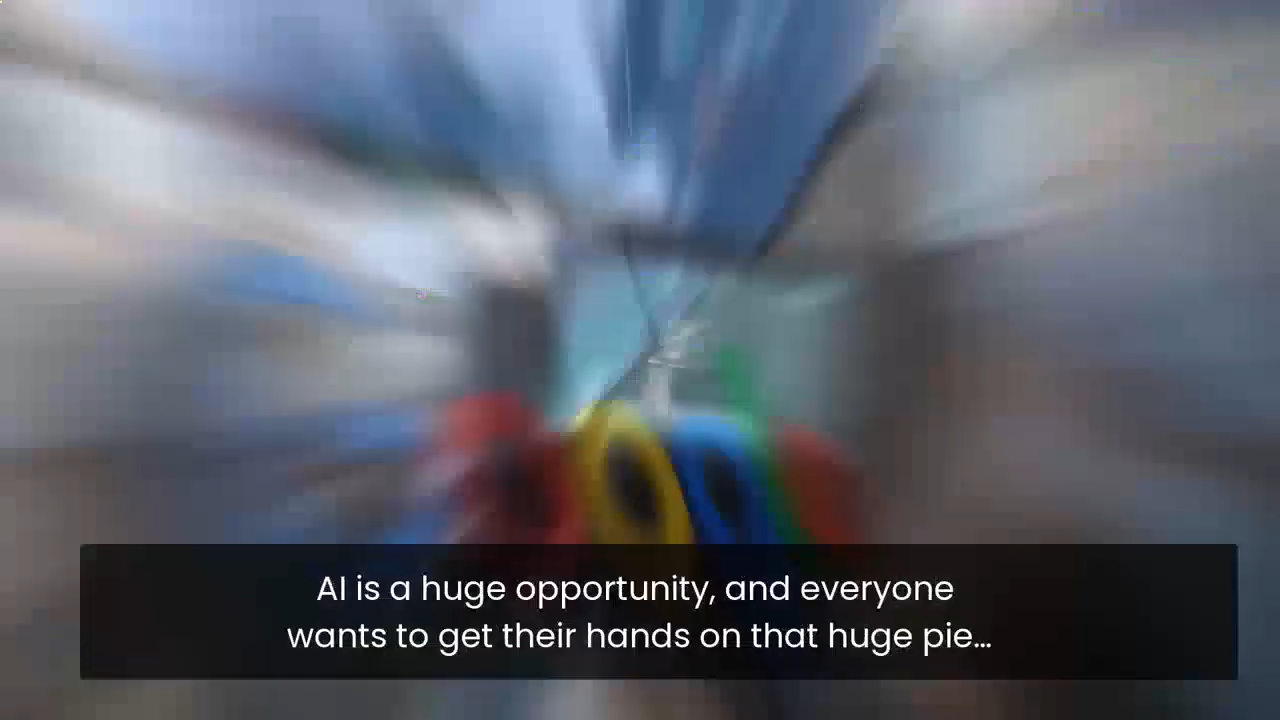 AI is a huge opportunity, and everyone
wants to get their hands on that huge pie...